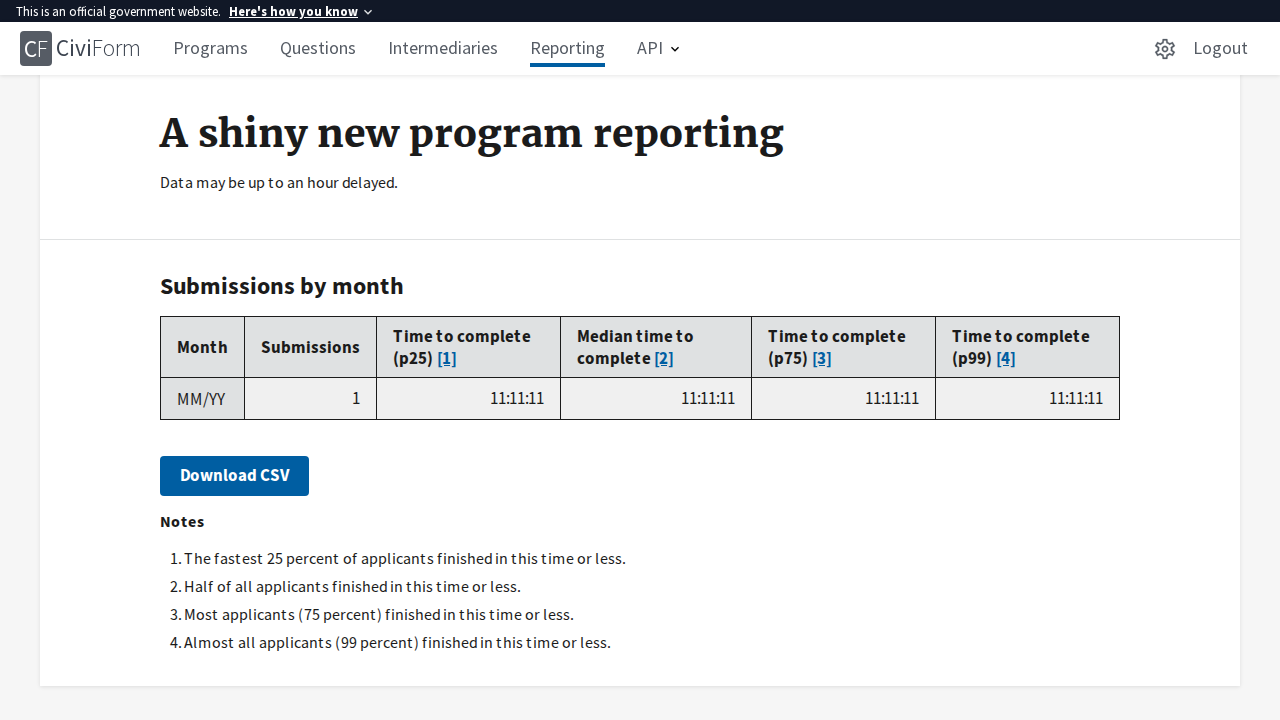 This is an official government website. Here's how you know
CF CiviForm Programs Questions Intermediaries Reporting API Logout
A shiny new program reporting
Data may be up to an hour delayed.
Submissions by month
Month Submissions Time to complete (p25) [1] Median time to complete [2] Time to complete (p75) [3] Time to complete (p99) [4]
MM/YY 1 11:11:11 11:11:11 11:11:11 11:11:11
Download CSV
Notes
1. The fastest 25 percent of applicants finished in this time or less.
2. Half of all applicants finished in this time or less.
3. Most applicants (75 percent) finished in this time or less.
4. Almost all applicants (99 percent) finished in this time or less.